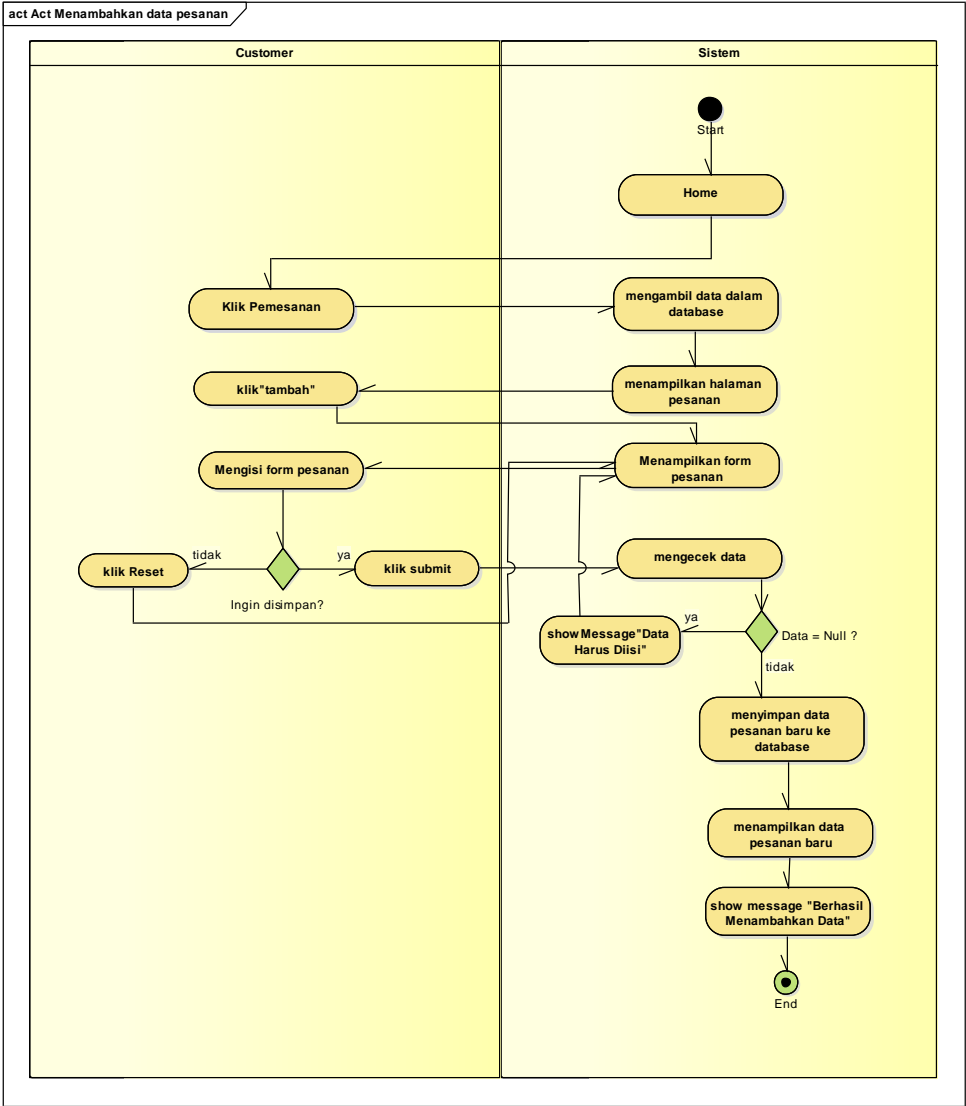 act Act Menambahkan data pesanan
Customer
Sistem
Start
Home
Klik Pemesanan
mengambil data dalam
database
klik"tambah"
menampilkan halaman
pesanan
Mengisi form pesanan
Menampilkan form
pesanan
tidak
ya
klik Reset
klik submit
mengecek data
Ingin disimpan?
ya
show Message"Data
Harus Diisi"
Data = Null ?
tidak
menyimpan data
pesanan baru ke
database
menampilkan data
pesanan baru
show message "Berhasil
Menambahkan Data"
End